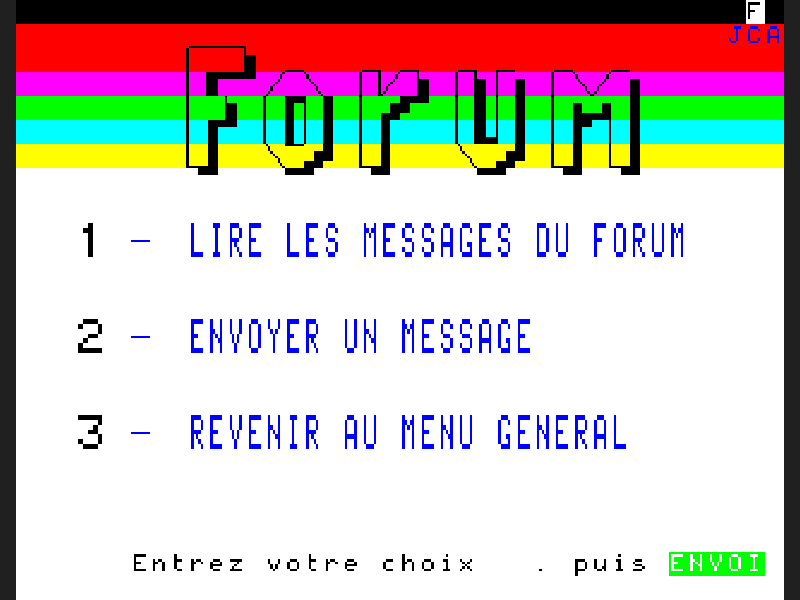 F
JCA
Forum
1 - LIRE LES MESSAGES DU FORUM
2 - ENVOYER UN MESSAGE
3 - REVENIR AU MENU GENERAL
Entrez votre choix . puis ENVOI